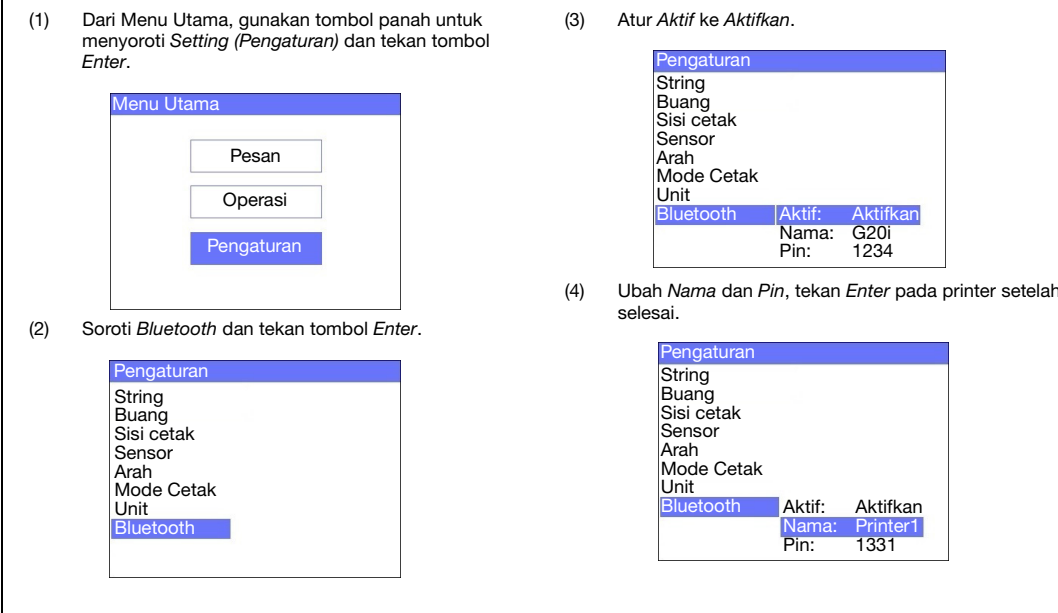 (1) Dari Menu Utama, gunakan tombol panah untuk
menyoroti Setting (Pengaturan) dan tekan tombol
Enter.
Menu Utama
Pesan
Operasi
Pengaturan
(2) Soroti Bluetooth dan tekan tombol Enter.
Pengaturan
String
Buang
Sisi cetak
Sensor
Arah
Mode Cetak
Unit
Bluetooth
(3) Atur Aktif ke Aktifkan.
Pengaturan
String
Buang
Sisi cetak
Sensor
Arah
Mode Cetak
Unit
Bluetooth Aktif: Aktifkan
Nama: G20i
Pin: 1234
(4) Ubah Nama dan Pin, tekan Enter pada printer setelah
selesai.
Pengaturan
String
Buang
Sisi cetak
Sensor
Arah
Mode Cetak
Unit
Bluetooth Aktif: Aktifkan
Nama: Printer1
Pin: 1331